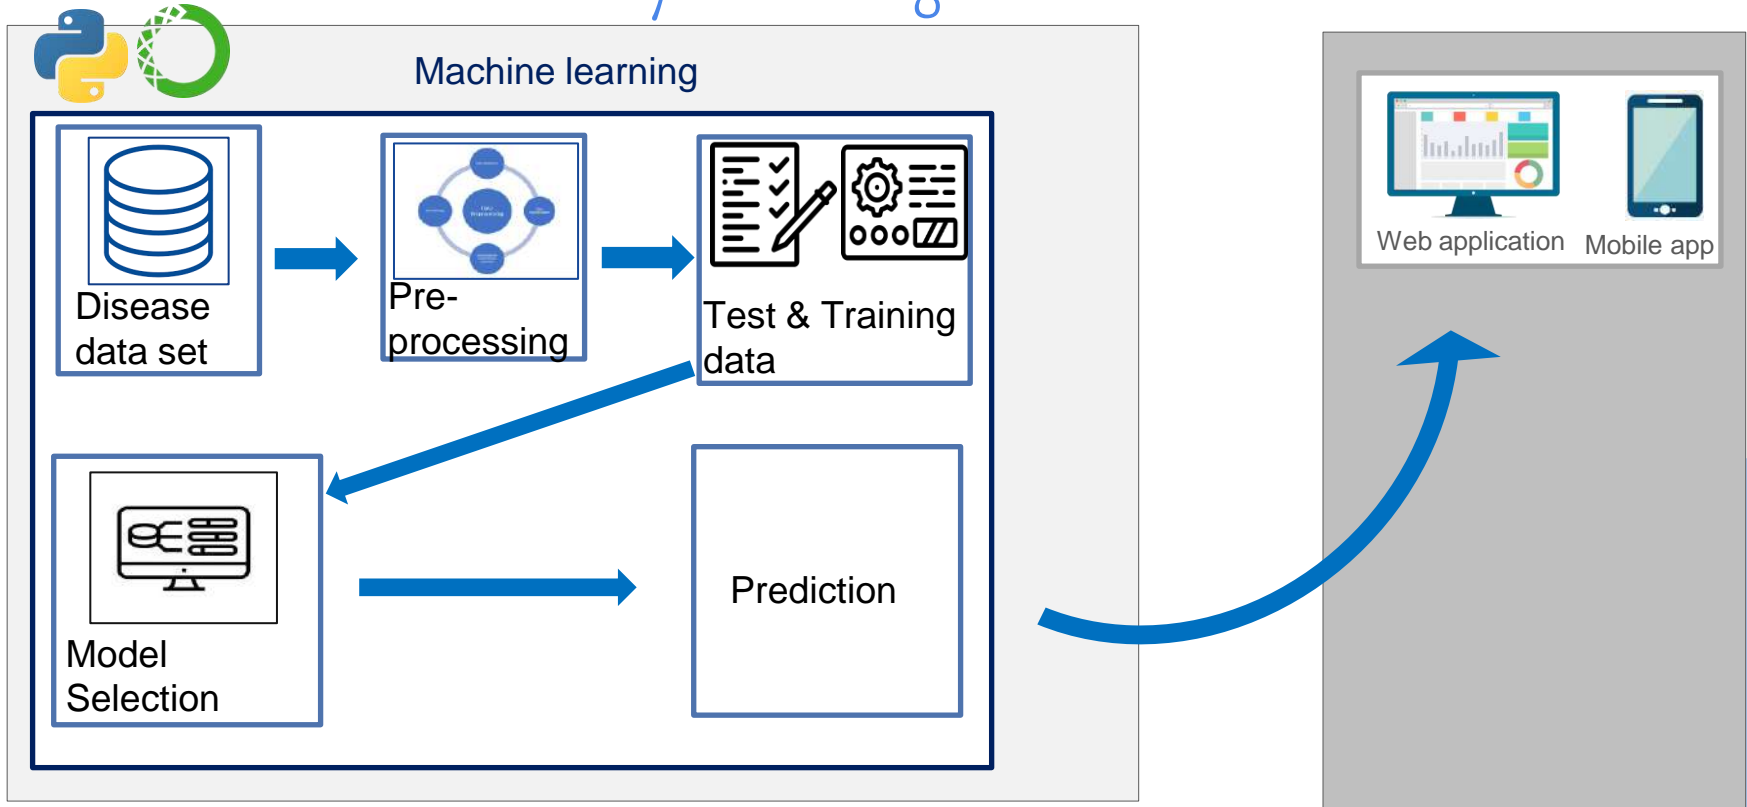 Machine learning
Disease
data set
Pre-
processing
Test & Training
data
Model
Selection
Prediction
Web application
Mobile app